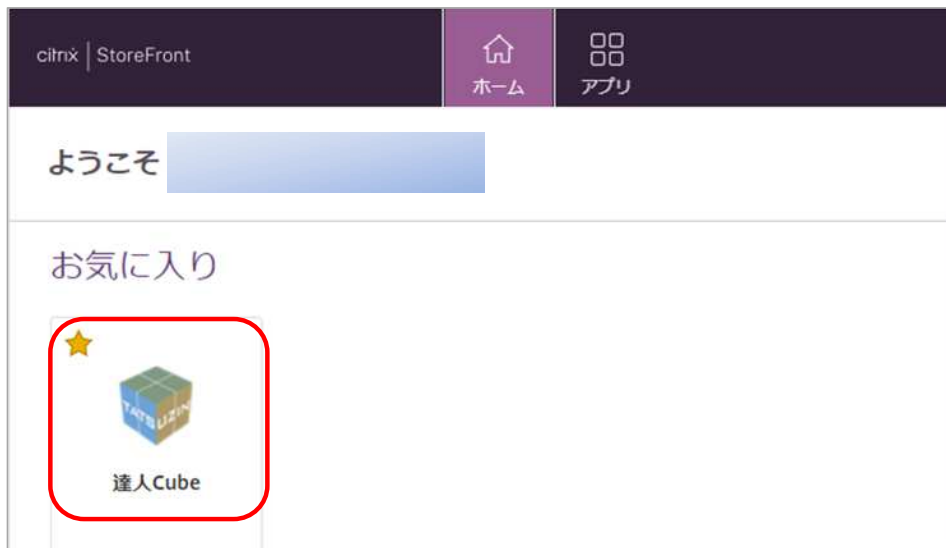 citrix | StoreFront
ホーム
アプリ
ようこそ
お気に入り
TATSUZIN
達人Cube